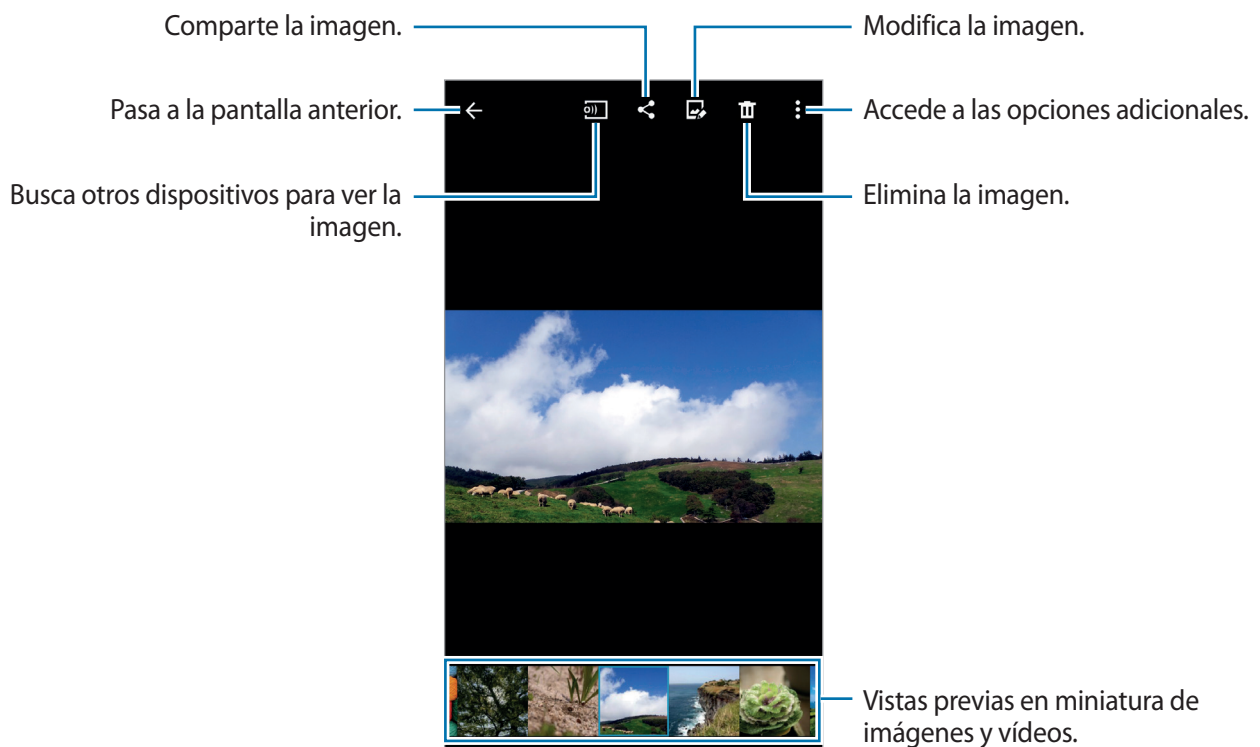 Comparte la imagen.
Modifica la imagen.
Pasa a la pantalla anterior.
Accede a las opciones adicionales.
Busca otros dispositivos para ver la
imagen.
Elimina la imagen.
Vistas previas en miniatura de
imágenes y vídeos.